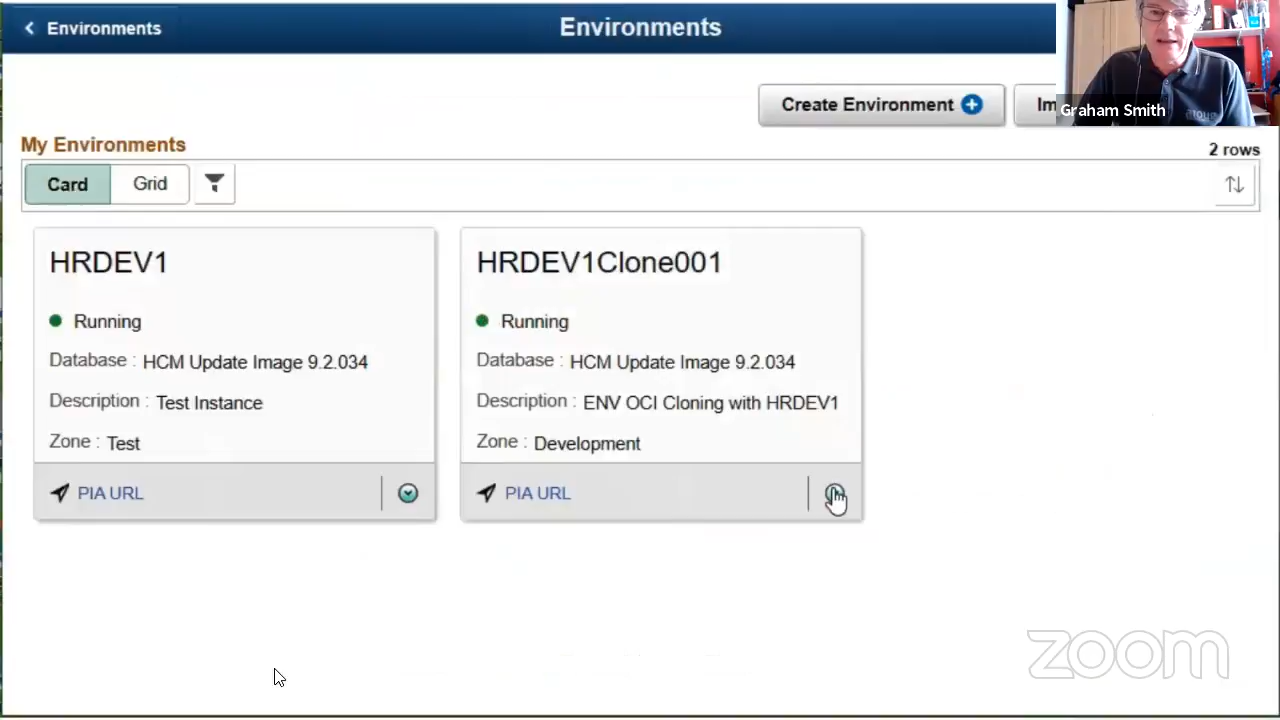 Environments
Environments
Create Environment
Im
Graham Smith
My Environments
2 rows
Card
Grid
HRDEV1
Running
Database : HCM Update Image 9.2.034
Description : Test Instance
Zone : Test
PIA URL
HRDEV1Clone001
Running
Database : HCM Update Image 9.2.034
Description : ENV OCI Cloning with HRDEV1
Zone : Development
PIA URL
zoom